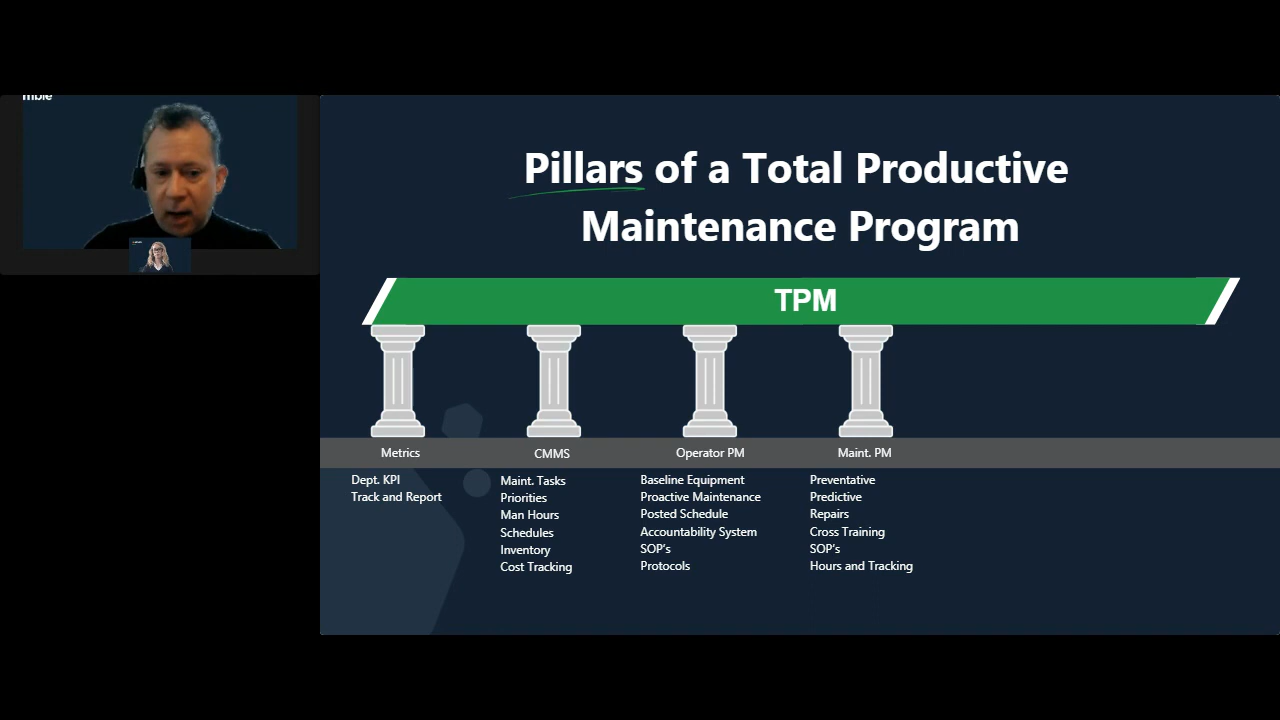 Pillars of a Total Productive
Maintenance Program
TPM
Metrics
Dept. KPI
Track and Report
CMMS
Maint. Tasks
Priorities
Man Hours
Schedules
Inventory
Cost Tracking
Operator PM
Baseline Equipment
Proactive Maintenance
Posted Schedule
Accountability System
SOP's
Protocols
Maint. PM
Preventative
Predictive
Repairs
Cross Training
SOP's
Hours and Tracking